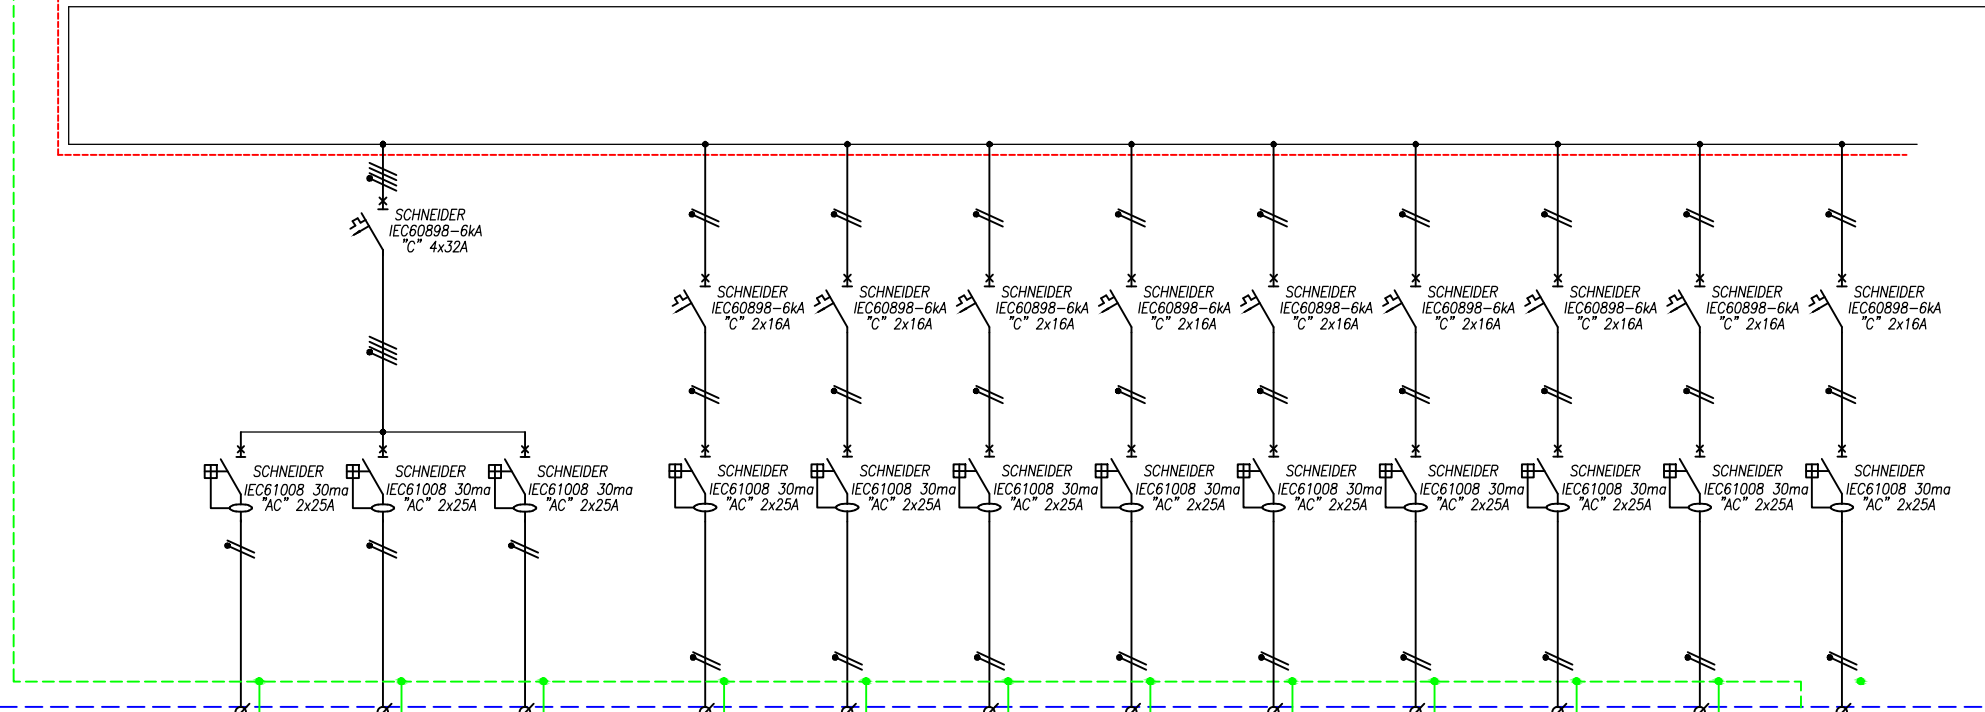 SCHNEIDER
IEC60898-6kA
"C" 4x32A
SCHNEIDER
IEC60898-6kA
"C" 2x16A
SCHNEIDER
IEC60898-6kA
"C" 2x16A
SCHNEIDER
IEC60898-6kA
"C" 2x16A
SCHNEIDER
IEC60898-6kA
"C" 2x16A
SCHNEIDER
IEC60898-6kA
"C" 2x16A
SCHNEIDER
IEC60898-6kA
"C" 2x16A
SCHNEIDER
IEC60898-6kA
"C" 2x16A
SCHNEIDER
IEC60898-6kA
"C" 2x16A
SCHNEIDER
IEC60898-6kA
"C" 2x16A
SCHNEIDER
IEC61008 30ma
"AC" 2x25A
SCHNEIDER
IEC61008 30ma
"AC" 2x25A
SCHNEIDER
IEC61008 30ma
"AC" 2x25A
SCHNEIDER
IEC61008 30ma
"AC" 2x25A
SCHNEIDER
IEC61008 30ma
"AC" 2x25A
SCHNEIDER
IEC61008 30ma
"AC" 2x25A
SCHNEIDER
IEC61008 30ma
"AC" 2x25A
SCHNEIDER
IEC61008 30ma
"AC" 2x25A
SCHNEIDER
IEC61008 30ma
"AC" 2x25A
SCHNEIDER
IEC61008 30ma
"AC" 2x25A
SCHNEIDER
IEC61008 30ma
"AC" 2x25A
SCHNEIDER
IEC61008 30ma
"AC" 2x25A